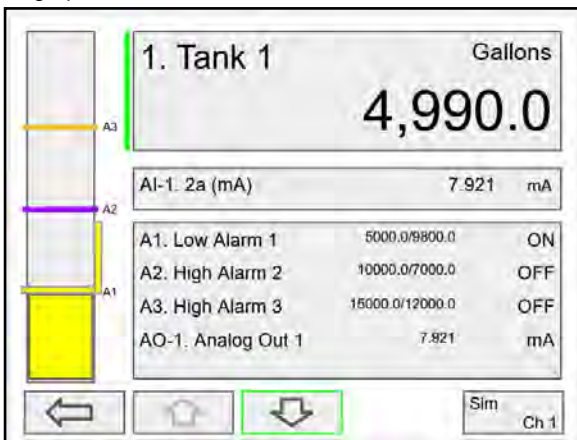 1. Tank 1 Gallons
4,990.0
A3
AI-1. 2a (mA) 7.921 mA
A2
A1. Low Alarm 1 5000.0/9800.0 ON
A2. High Alarm 2 10000.0/7000.0 OFF
A1
A3. High Alarm 3 15000.0/12000.0 OFF
AO-1. Analog Out 1 7.921 mA
Sim
Ch 1